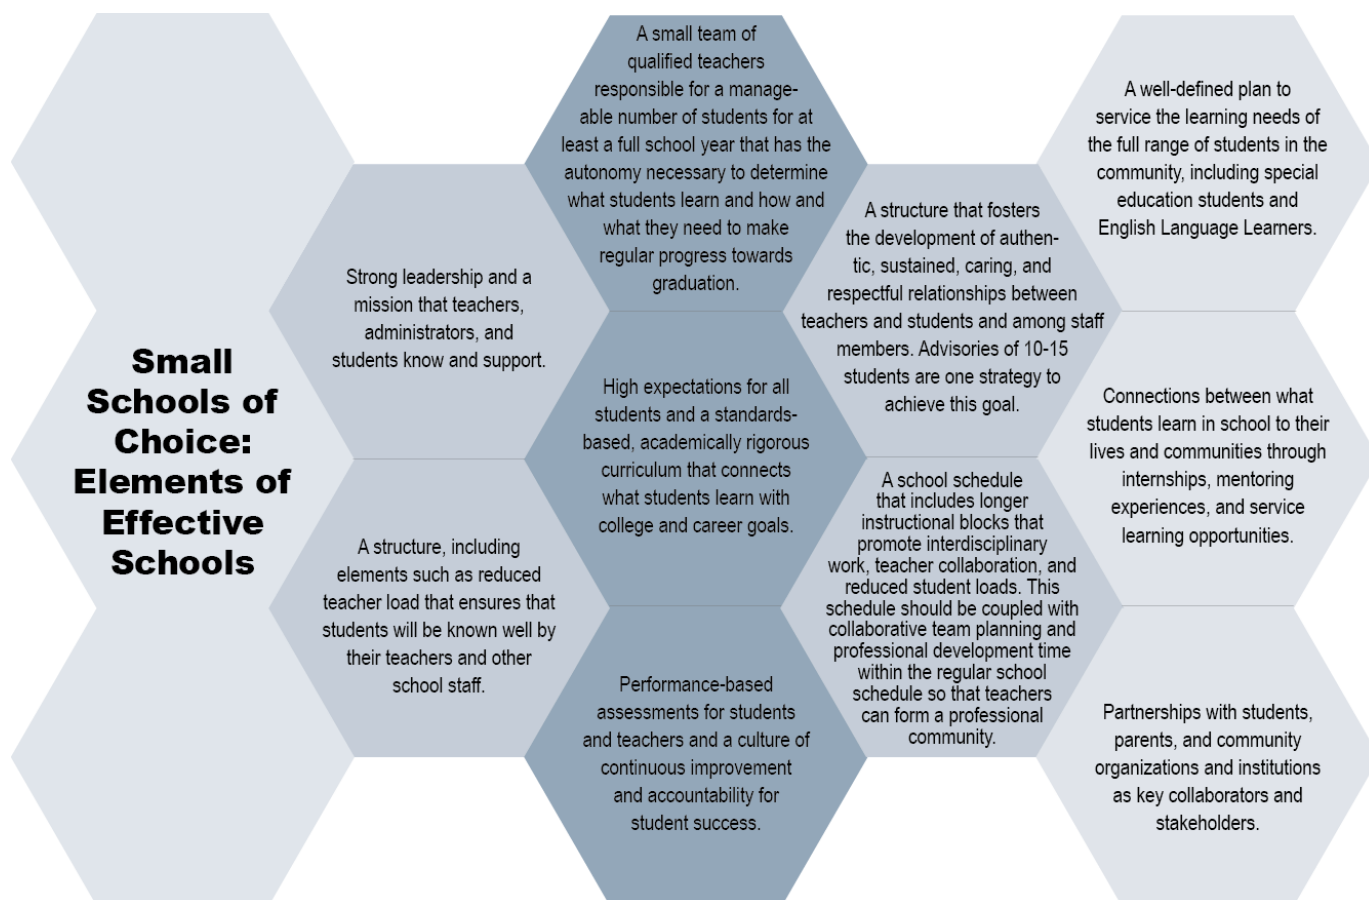 Small
Schools of
Choice:
Elements of
Effective
Schools
Strong leadership and a
mission that teachers,
administrators, and
students know and support.
A structure, including
elements such as reduced
teacher load that ensures that
students will be known well by
their teachers and other
school staff.
A small team of
qualified teachers
responsible for a manage-
able number of students for at
least a full school year that has the
autonomy necessary to determine
what students learn and how and
what they need to make
regular progress towards
graduation.
High expectations for all
students and a standards-
based, academically rigorous
curriculum that connects
what students learn with
college and career goals.
Performance-based
assessments for students
and teachers and a culture of
continuous improvement
and accountability for
student success.
A structure that fosters
the development of authen-
tic, sustained, caring, and
respectful relationships between
teachers and students and among staff
members. Advisories of 10-15
students are one strategy to
achieve this goal.
A school schedule
that includes longer
instructional blocks that
promote interdisciplinary
work, teacher collaboration, and
reduced student loads. This
schedule should be coupled with
collaborative team planning and
professional development time
within the regular school
schedule so that teachers
can form a professional
community.
A well-defined plan to
service the learning needs of
the full range of students in the
community, including special
education students and
English Language Learners.
Connections between what
students learn in school to their
lives and communities through
internships, mentoring
experiences, and service
learning opportunities.
Partnerships with students,
parents, and community
organizations and institutions
as key collaborators and
stakeholders.